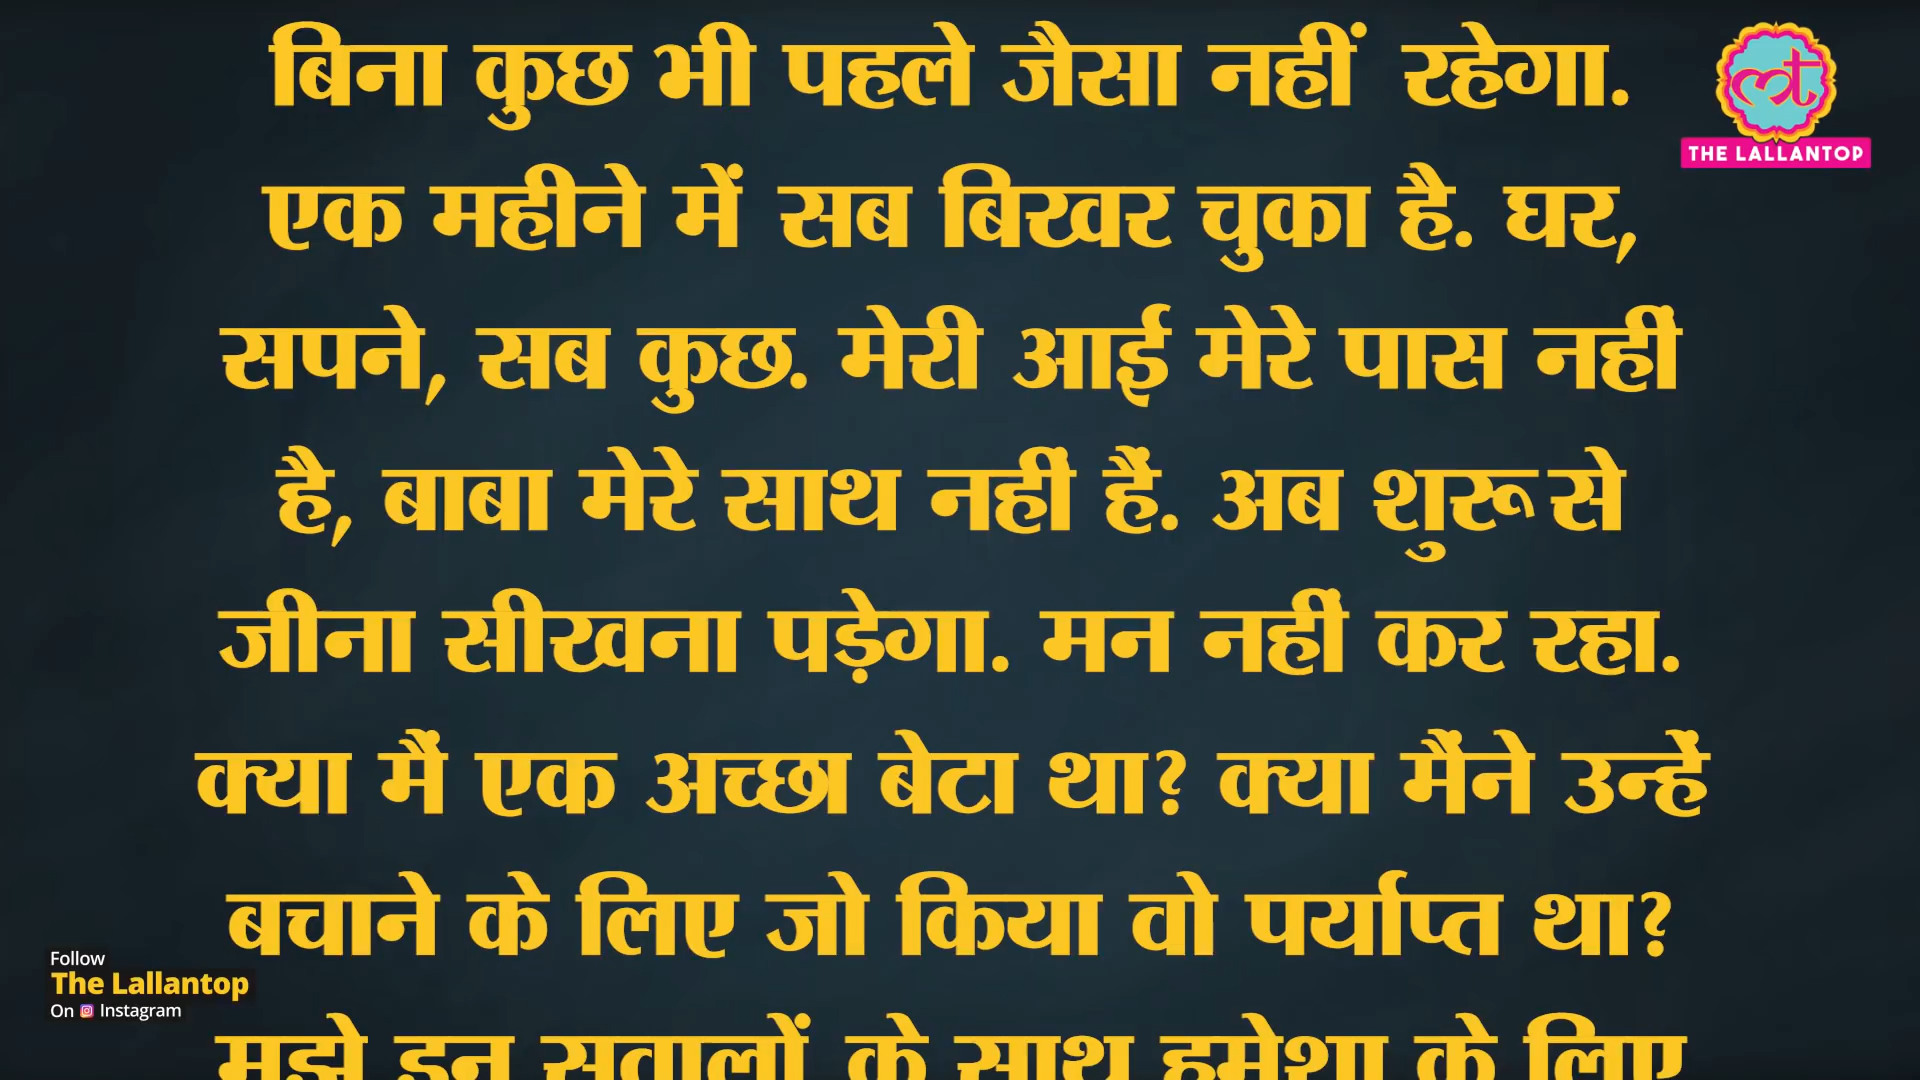 बिना कुछ भी पहले जैसा नहीं रहेगा.
एक महीने में सब बिखर चुका है. घर,
सपने, सब कुछ. मेरी आई मेरे पास नहीं
है, बाबा मेरे साथ नहीं हैं. अब शुरू से
जीना सीखना पड़ेगा. मन नहीं कर रहा.
क्या मैं एक अच्छा बेटा था? क्या मैंने उन्हें
बचाने के लिए जो किया वो पर्याप्त था?
मुझे इन सवालों के साथ हमेशा के लिए
THE LALLANTOP
Follow
The Lallantop
On Instagram